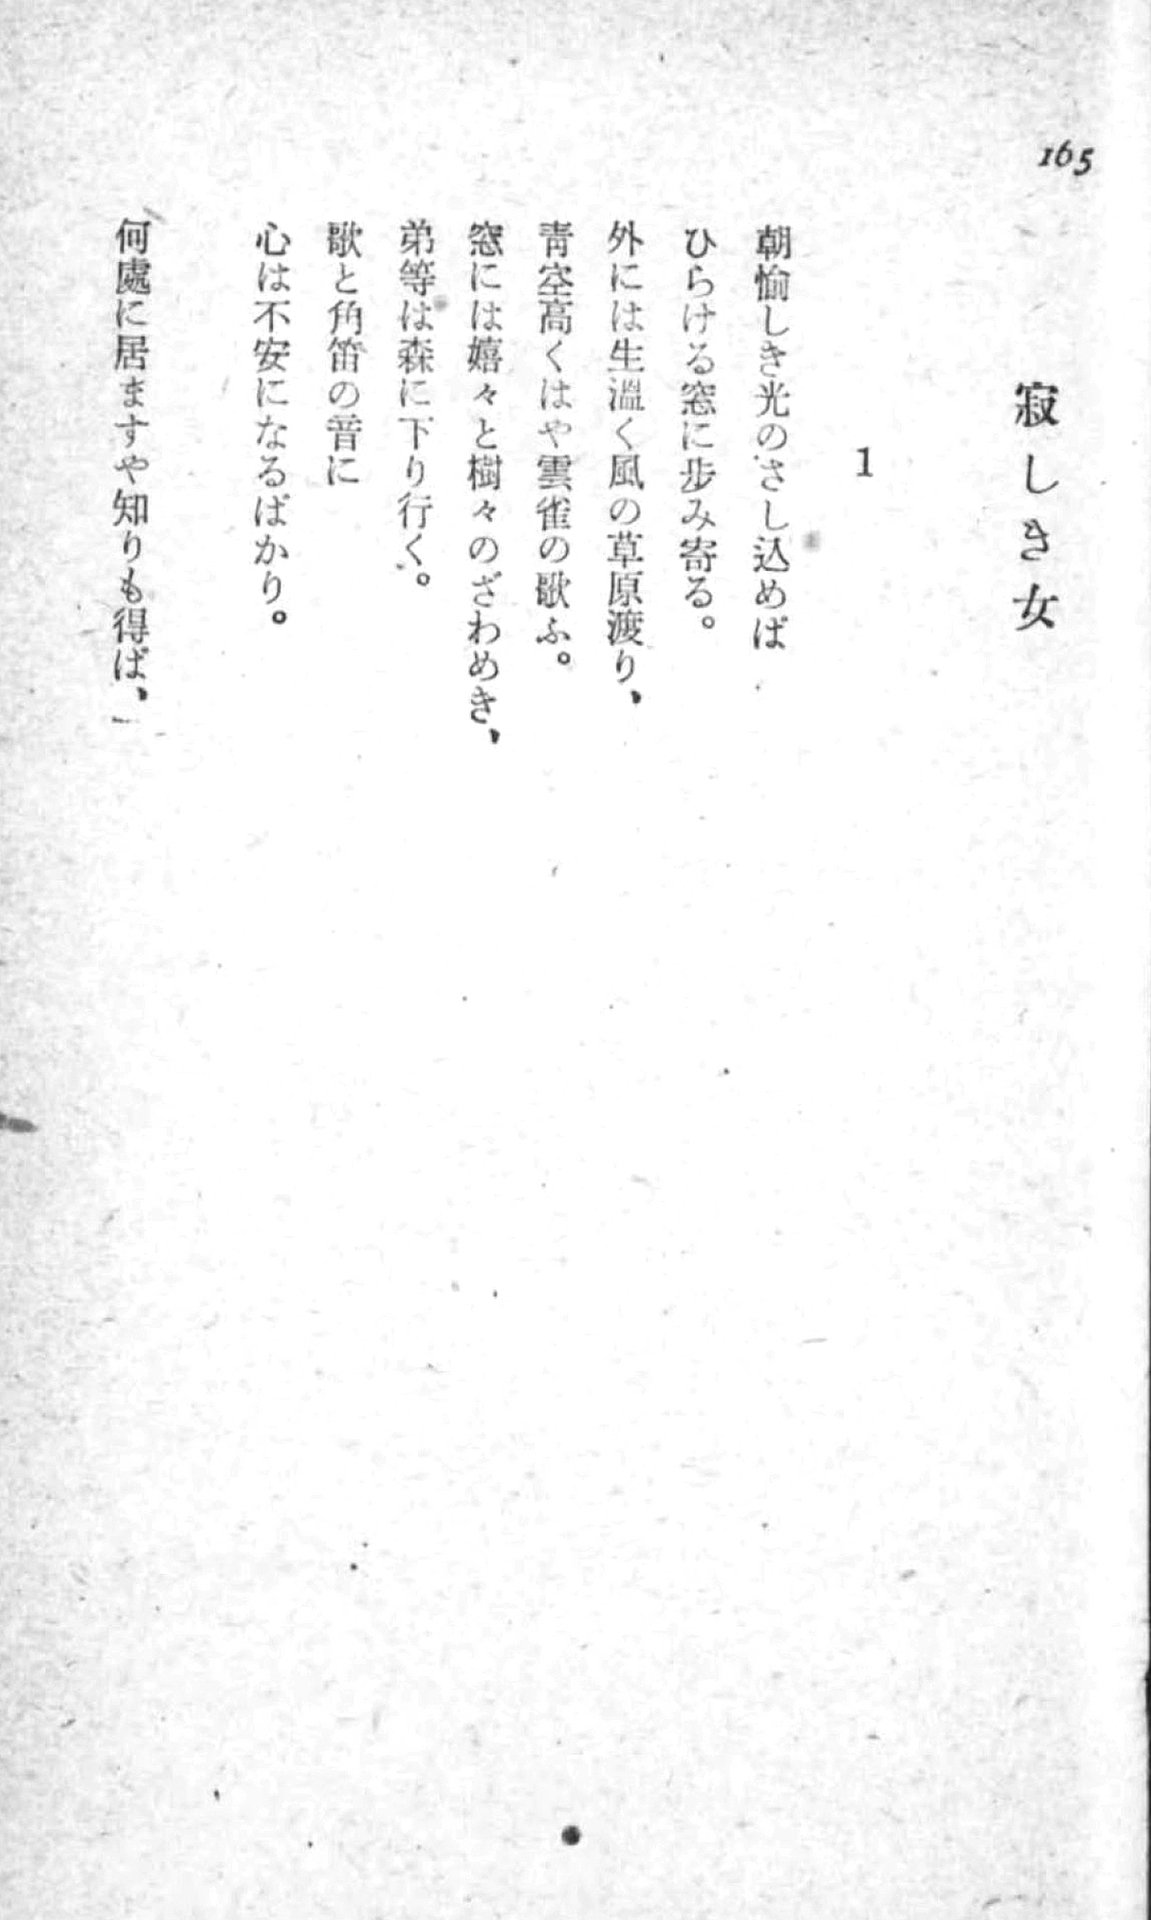 165
寂しき女
1
朝愉しき光のさし込めば
ひらける窓に歩み寄る。
外には生溫く風の草原渡り、
靑空高くはや雲雀の歌ふ。
窓には嬉々と樹々のざわめき、
弟等は森に下り行く。
歌と角笛の音に
心は不安になるばかり。
何處に居ますや知りも得ば、